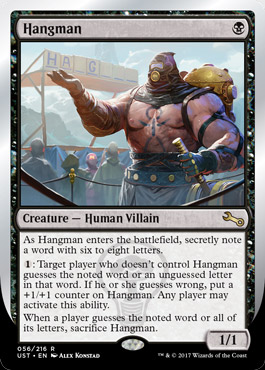 Hangman
HA_G___
Creature — Human Villain
As Hangman enters the battlefield, secretly note
a word with six to eight letters.
1: Target player who doesn't control Hangman
guesses the noted word or an unguessed letter
in that word. If he or she guesses wrong, put a
+1/+1 counter on Hangman. Any player may
activate this ability.
When a player guesses the noted word or all of
its letters, sacrifice Hangman.
1/1
056/216 R
UST • EN ALEX KONSTAD
™ & © 2017 Wizards of the Coast